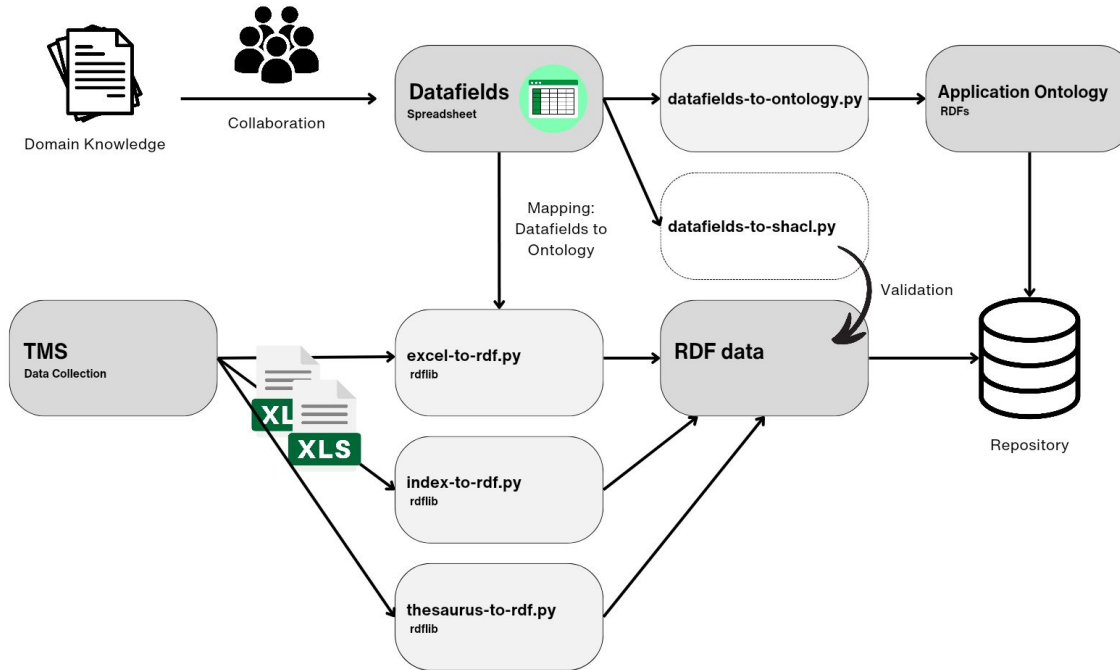 Domain Knowledge
Collaboration
Datafields
Spreadsheet
datafields-to-ontology.py
Application Ontology
RDFs
Mapping:
Datafields to
Ontology
datafields-to-shacl.py
Validation
TMS
Data Collection
XL
XLS
excel-to-rdf.py
rdflib
RDF data
Repository
index-to-rdf.py
rdflib
thesaurus-to-rdf.py
rdflib